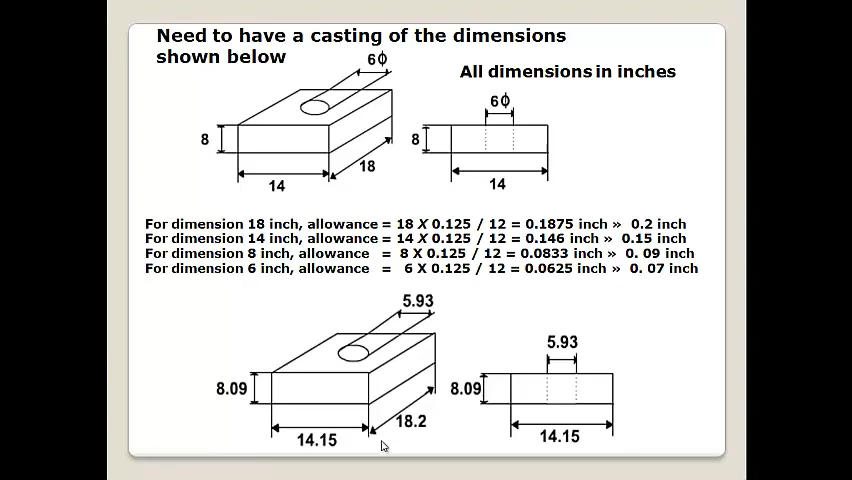 Need to have a casting of the dimensions
shown below
All dimensions in inches
6ϕ
8
18
14
6ϕ
8
14
For dimension 18 inch, allowance = 18 X 0.125 / 12 = 0.1875 inch » 0.2 inch
For dimension 14 inch, allowance = 14 X 0.125 / 12 = 0.146 inch » 0.15 inch
For dimension 8 inch, allowance = 8 X 0.125 / 12 = 0.0833 inch » 0. 09 inch
For dimension 6 inch, allowance = 6 X 0.125 / 12 = 0.0625 inch » 0. 07 inch
5.93
8.09
18.2
14.15
5.93
8.09
14.15